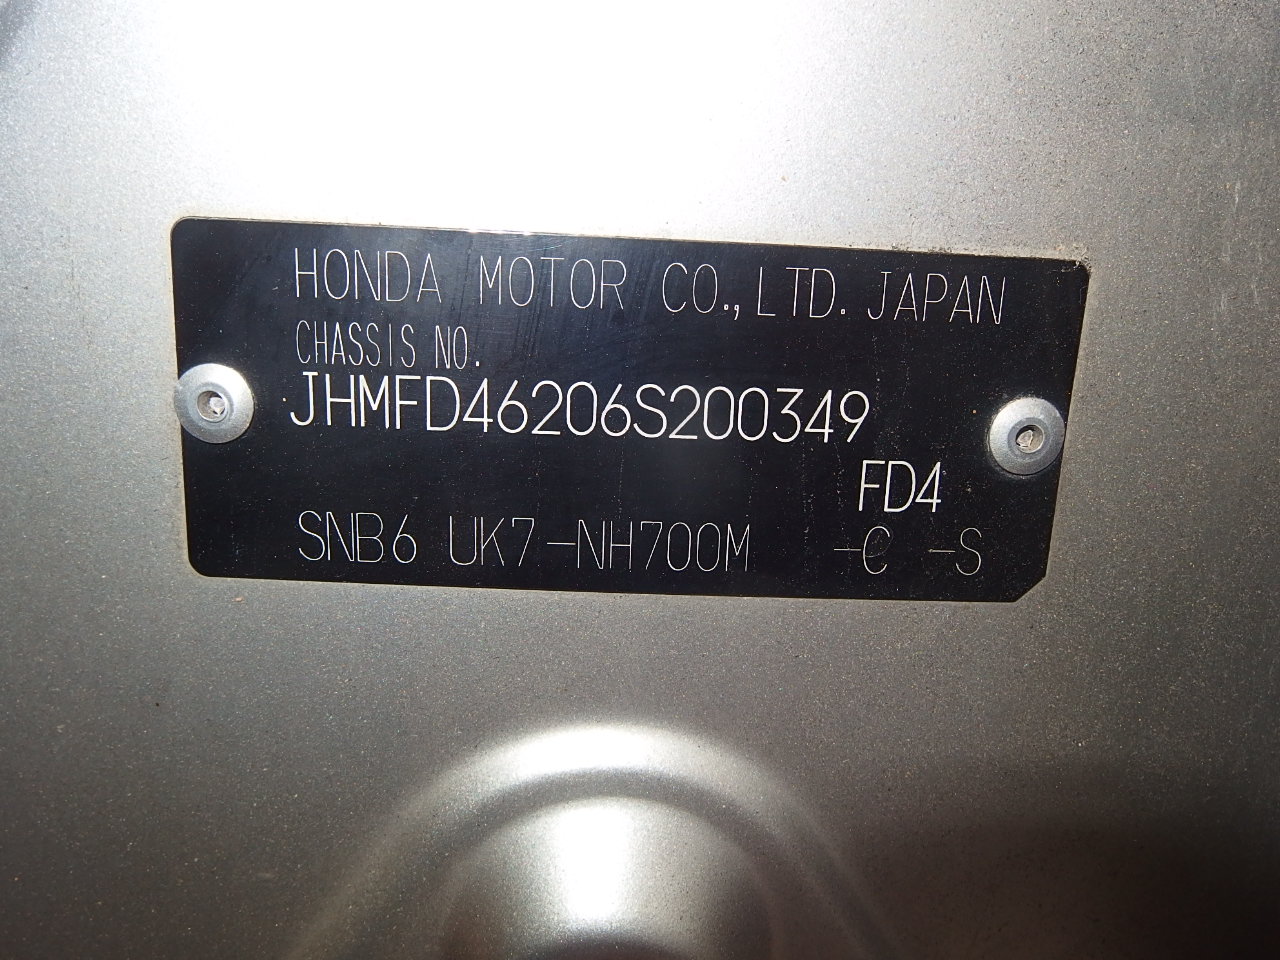 HONDA MOTOR CO.,LTD. JAPAN
CHASSIS NO.
JHMFD46206S200349
FD4
SNB6 UK7-NH700M -C -S